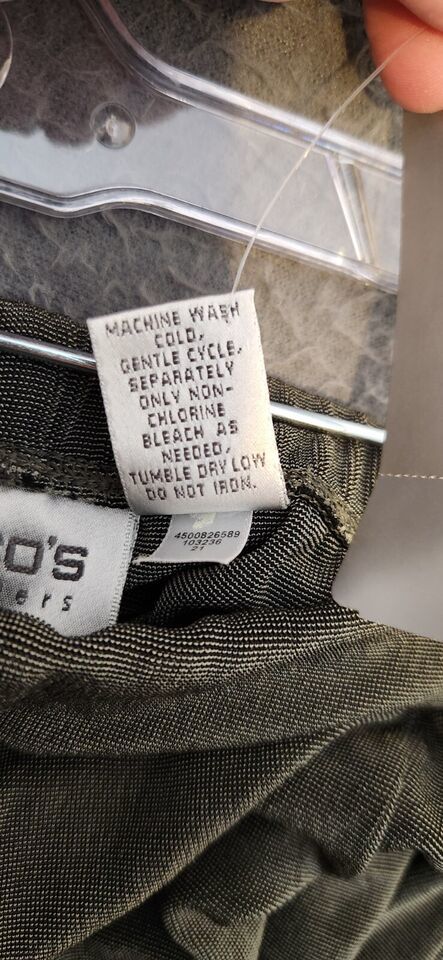 MACHINE WASH
COLD,
GENTLE CYCLE.
SEPARATELY
ONLY NON-
CHLORINE
BLEACH AS
NEEDED,
TUMBLE DRY LOW
DO NOT IRON.
4500826589
103236
21
O'S
ers